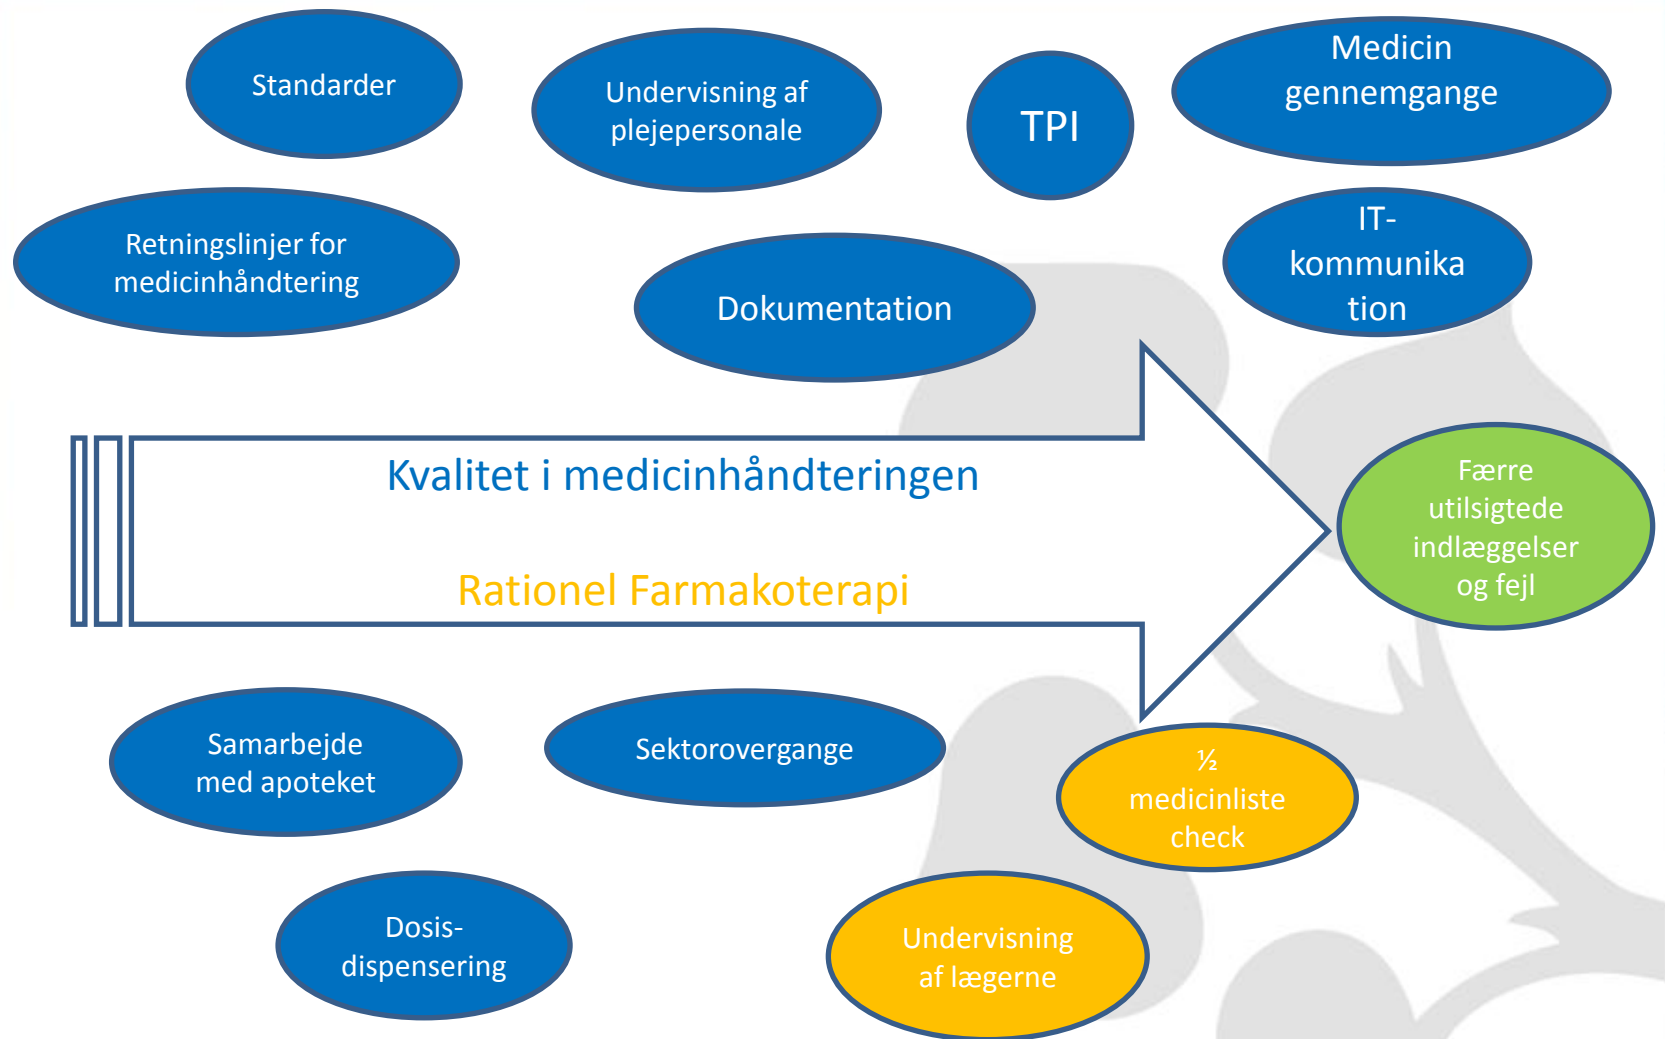 Standarder
Undervisning af
plejepersonale
TPI
Medicin
gennemgange
Retningslinjer for
medicinhåndtering
Dokumentation
IT-
kommunika
tion
Kvalitet i medicinhåndteringen
Rationel Farmakoterapi
Færre
utilsigtede
indlæggelser
og fejl
Samarbejde
med apoteket
Sektorovergange
½
medicinliste
check
Dosis-
dispensering
Undervisning
af lægerne